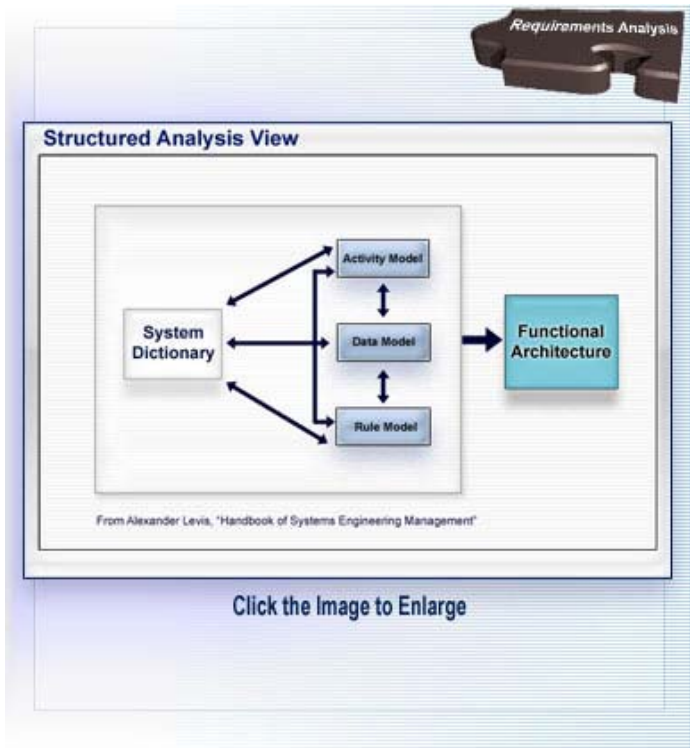 Requirements Analysis
Structured Analysis View
Activity Model
System
Dictionary
Data Model
Functional
Architecture
Rule Model
From Alexander Levis, "Handbook of Systems Engineering Management"
Click the Image to Enlarge